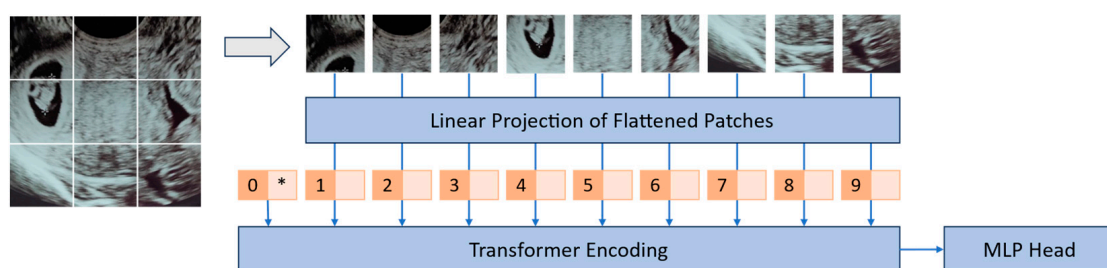 Linear Projection of Flattened Patches
0 * 1 2 3 4 5 6 7 8 9
Transformer Encoding
MLP Head